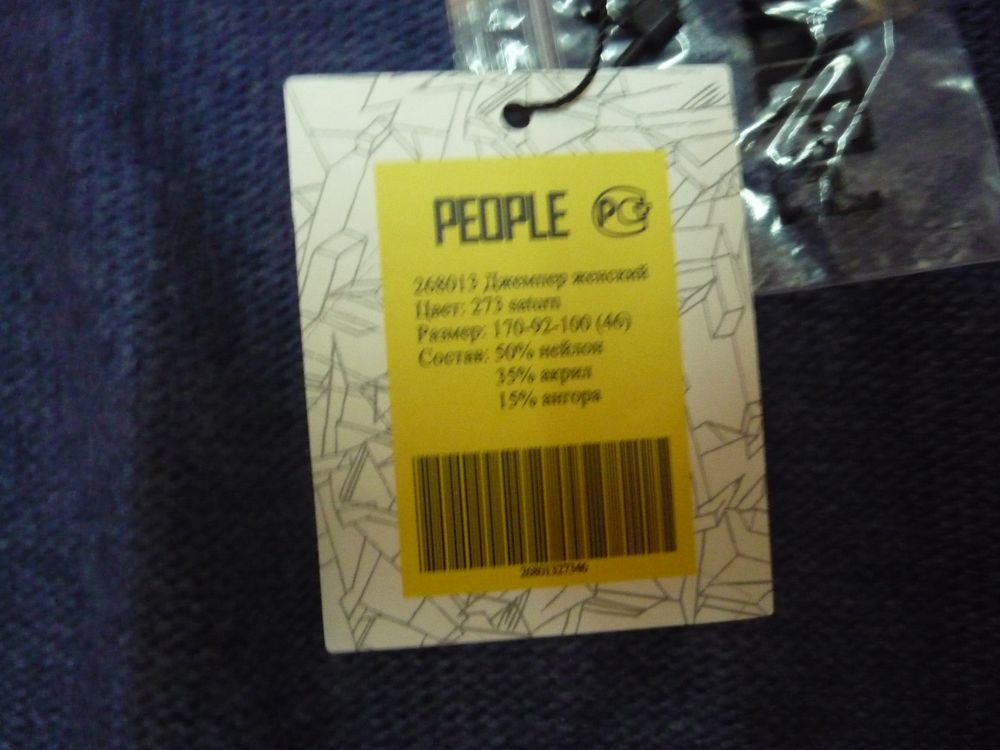 PEOPLE
268013 Джемпер женский
Цвет: 273 saturn
Размер: 170-92-100 (46)
Состав: 50% нейлон
35% акрил
15% ангора
26801327346